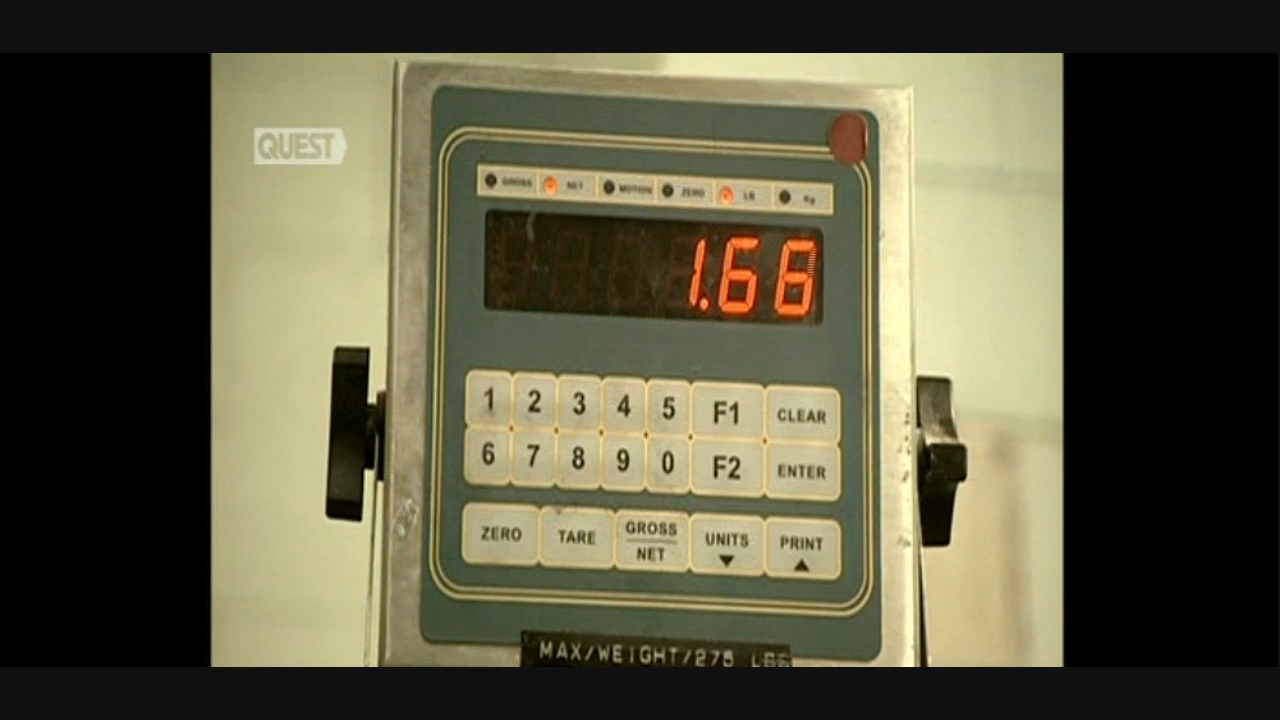 QUEST
GROSS NET MOTION ZERO LB Kg
1.66
1 2 3 4 5 F1 CLEAR
6 7 8 9 0 F2 ENTER
ZERO TARE GROSS NET UNITS PRINT
MAX/WEIGHT/275 LBS